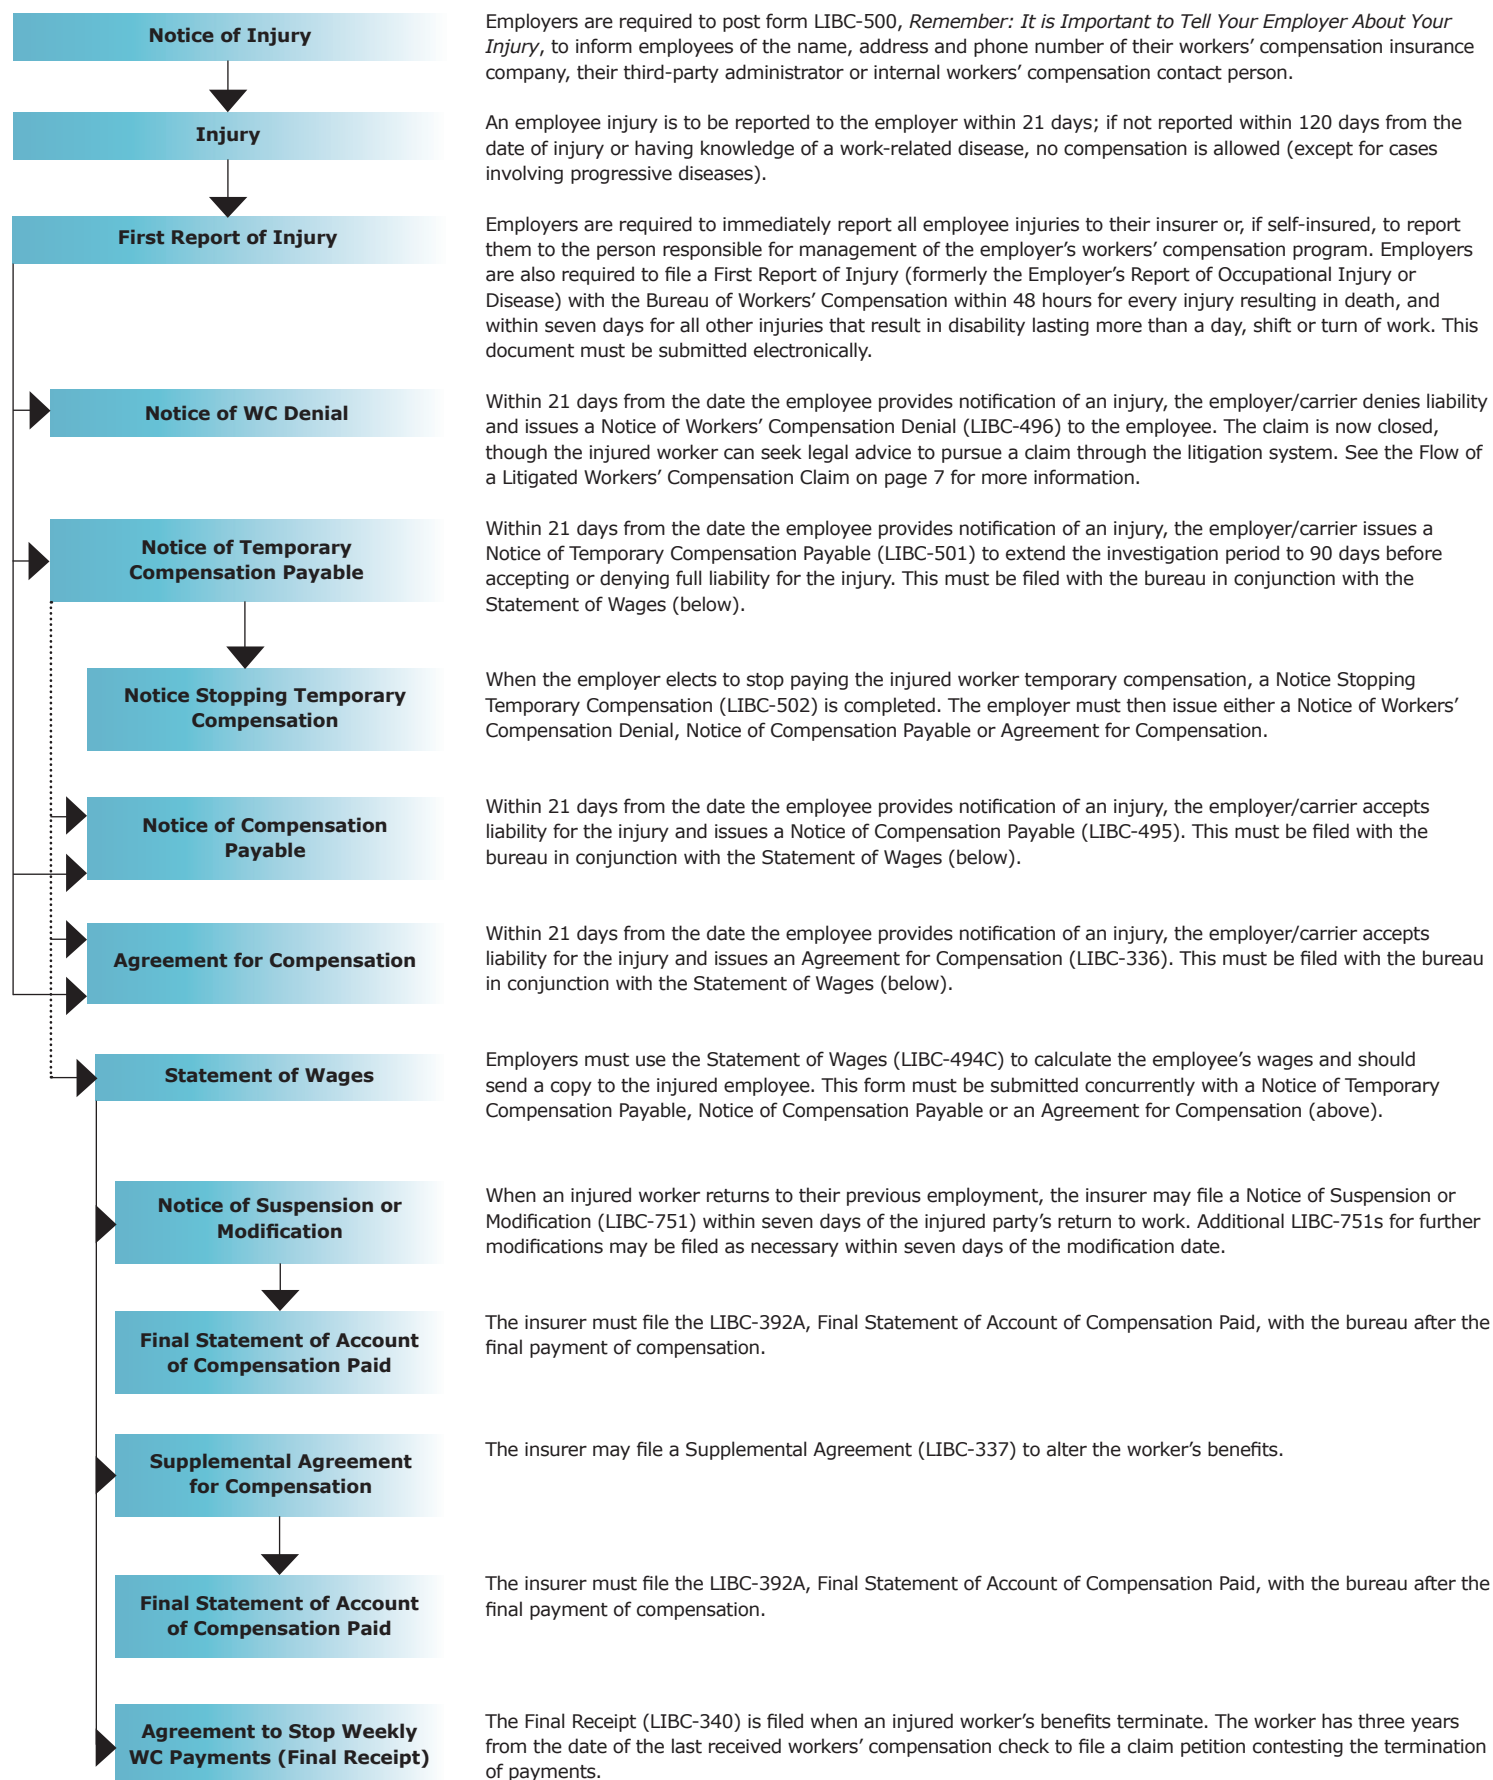 Notice of Injury
Employers are required to post form LIBC-500, Remember: It is Important to Tell Your Employer About Your
Injury, to inform employees of the name, address and phone number of their workers’ compensation insurance
company, their third-party administrator or internal workers’ compensation contact person.
Injury
An employee injury is to be reported to the employer within 21 days; if not reported within 120 days from the
date of injury or having knowledge of a work-related disease, no compensation is allowed (except for cases
involving progressive diseases).
First Report of Injury
Employers are required to immediately report all employee injuries to their insurer or, if self-insured, to report
them to the person responsible for management of the employer’s workers’ compensation program. Employers
are also required to file a First Report of Injury (formerly the Employer’s Report of Occupational Injury or
Disease) with the Bureau of Workers’ Compensation within 48 hours for every injury resulting in death, and
within seven days for all other injuries that result in disability lasting more than a day, shift or turn of work. This
document must be submitted electronically.
Notice of WC Denial
Within 21 days from the date the employee provides notification of an injury, the employer/carrier denies liability
and issues a Notice of Workers’ Compensation Denial (LIBC-496) to the employee. The claim is now closed,
though the injured worker can seek legal advice to pursue a claim through the litigation system. See the Flow of
a Litigated Workers’ Compensation Claim on page 7 for more information.
Notice of Temporary
Compensation Payable
Within 21 days from the date the employee provides notification of an injury, the employer/carrier issues a
Notice of Temporary Compensation Payable (LIBC-501) to extend the investigation period to 90 days before
accepting or denying full liability for the injury. This must be filed with the bureau in conjunction with the
Statement of Wages (below).
Notice Stopping Temporary
Compensation
When the employer elects to stop paying the injured worker temporary compensation, a Notice Stopping
Temporary Compensation (LIBC-502) is completed. The employer must then issue either a Notice of Workers’
Compensation Denial, Notice of Compensation Payable or Agreement for Compensation.
Notice of Compensation
Payable
Within 21 days from the date the employee provides notification of an injury, the employer/carrier accepts
liability for the injury and issues a Notice of Compensation Payable (LIBC-495). This must be filed with the
bureau in conjunction with the Statement of Wages (below).
Agreement for Compensation
Within 21 days from the date the employee provides notification of an injury, the employer/carrier accepts
liability for the injury and issues an Agreement for Compensation (LIBC-336). This must be filed with the bureau
in conjunction with the Statement of Wages (below).
Statement of Wages
Employers must use the Statement of Wages (LIBC-494C) to calculate the employee’s wages and should
send a copy to the injured employee. This form must be submitted concurrently with a Notice of Temporary
Compensation Payable, Notice of Compensation Payable or an Agreement for Compensation (above).
Notice of Suspension or
Modification
When an injured worker returns to their previous employment, the insurer may file a Notice of Suspension or
Modification (LIBC-751) within seven days of the injured party’s return to work. Additional LIBC-751s for further
modifications may be filed as necessary within seven days of the modification date.
Final Statement of Account
of Compensation Paid
The insurer must file the LIBC-392A, Final Statement of Account of Compensation Paid, with the bureau after the
final payment of compensation.
Supplemental Agreement
for Compensation
The insurer may file a Supplemental Agreement (LIBC-337) to alter the worker’s benefits.
Final Statement of Account
of Compensation Paid
The insurer must file the LIBC-392A, Final Statement of Account of Compensation Paid, with the bureau after the
final payment of compensation.
Agreement to Stop Weekly
WC Payments (Final Receipt)
The Final Receipt (LIBC-340) is filed when an injured worker’s benefits terminate. The worker has three years
from the date of the last received workers’ compensation check to file a claim petition contesting the termination
of payments.